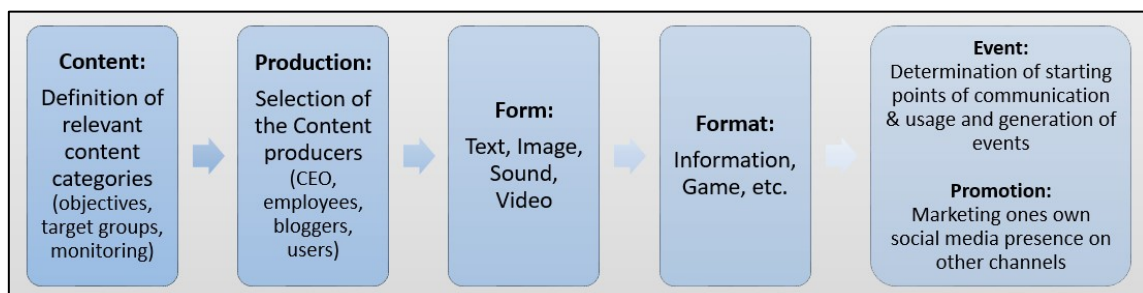 Content:
Definition of
relevant
content
categories
(objectives,
target groups,
monitoring)
Production:
Selection of
the Content
producers
(CEO,
employees,
bloggers,
users)
Form:
Text, Image,
Sound,
Video
Format:
Information,
Game, etc.
Event:
Determination of starting
points of communication
& usage and generation of
events
Promotion:
Marketing ones own
social media presence on
other channels